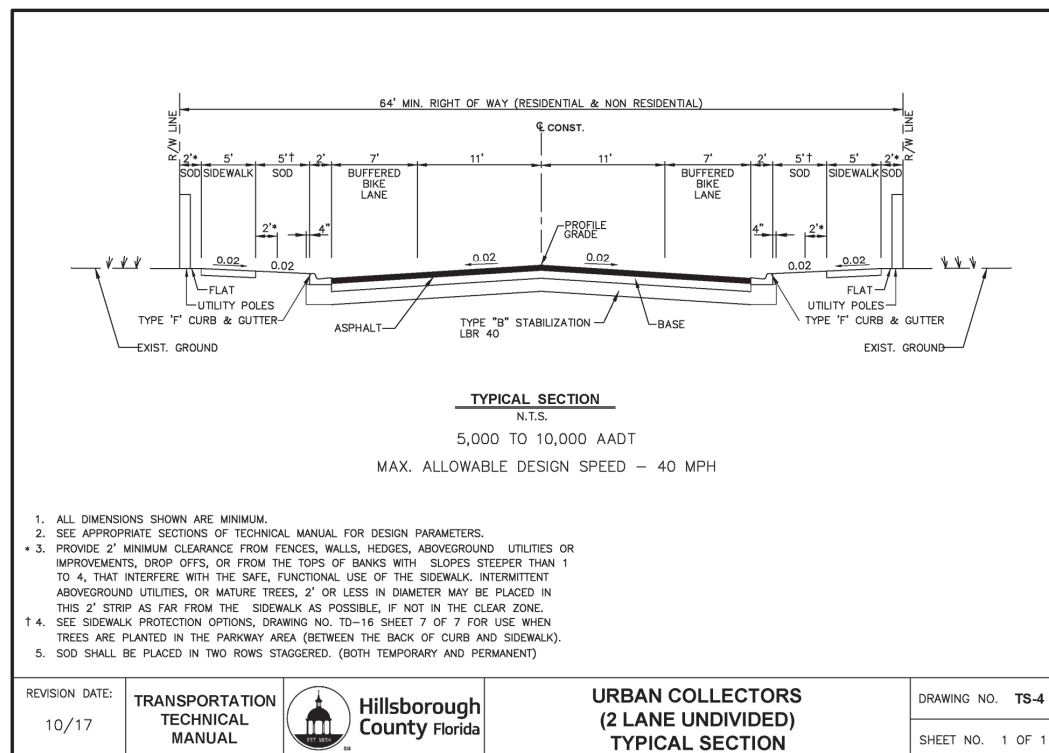 64' MIN. RIGHT OF WAY (RESIDENTIAL & NON RESIDENTIAL)
℄ CONST.
R/W LINE
R/W LINE
2'* 5' 5'† 2' 7' 11' 11' 7' 2' 5'† 5' 2'*
SOD SIDEWALK SOD BUFFERED BIKE LANE BUFFERED BIKE LANE SOD SIDEWALK SOD
2'* 4" 4" 2'*
PROFILE
GRADE
0.02 0.02 0.02 0.02 0.02 0.02
FLAT FLAT
UTILITY POLES UTILITY POLES
TYPE 'F' CURB & GUTTER TYPE 'F' CURB & GUTTER
ASPHALT
TYPE "B" STABILIZATION
LBR 40
BASE
EXIST. GROUND EXIST. GROUND
TYPICAL SECTION
N.T.S.
5,000 TO 10,000 AADT
MAX. ALLOWABLE DESIGN SPEED – 40 MPH
1. ALL DIMENSIONS SHOWN ARE MINIMUM.
2. SEE APPROPRIATE SECTIONS OF TECHNICAL MANUAL FOR DESIGN PARAMETERS.
* 3. PROVIDE 2' MINIMUM CLEARANCE FROM FENCES, WALLS, HEDGES, ABOVEGROUND UTILITIES OR
IMPROVEMENTS, DROP OFFS, OR FROM THE TOPS OF BANKS WITH SLOPES STEEPER THAN 1
TO 4, THAT INTERFERE WITH THE SAFE, FUNCTIONAL USE OF THE SIDEWALK. INTERMITTENT
ABOVEGROUND UTILITIES, OR MATURE TREES, 2' OR LESS IN DIAMETER MAY BE PLACED IN
THIS 2' STRIP AS FAR FROM THE SIDEWALK AS POSSIBLE, IF NOT IN THE CLEAR ZONE.
† 4. SEE SIDEWALK PROTECTION OPTIONS, DRAWING NO. TD-16 SHEET 7 OF 7 FOR USE WHEN
TREES ARE PLANTED IN THE PARKWAY AREA (BETWEEN THE BACK OF CURB AND SIDEWALK).
5. SOD SHALL BE PLACED IN TWO ROWS STAGGERED. (BOTH TEMPORARY AND PERMANENT)
REVISION DATE:
10/17
TRANSPORTATION
TECHNICAL
MANUAL
EST. 1834
Hillsborough
County Florida
URBAN COLLECTORS
(2 LANE UNDIVIDED)
TYPICAL SECTION
DRAWING NO. TS-4
SHEET NO. 1 OF 1